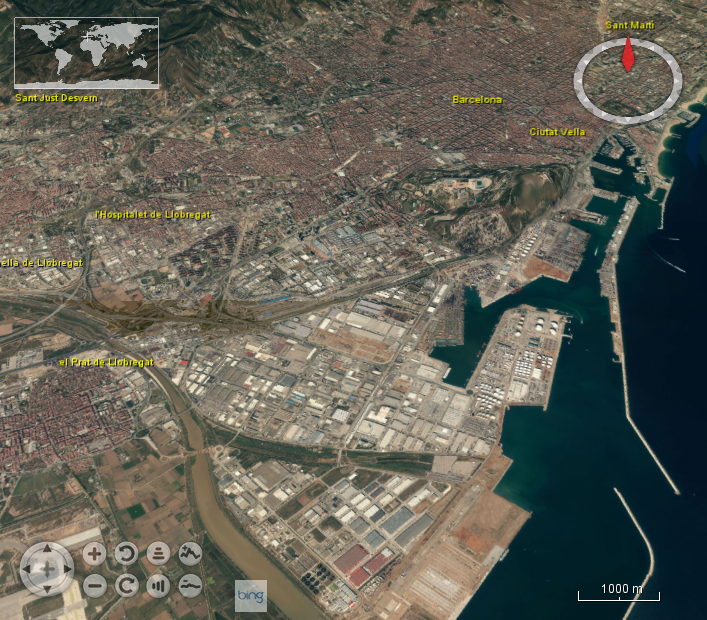 Sant Martí
Sant Just Desvern
Barcelona
Ciutat Vella
l'Hospitalet de Llobregat
ellà de Llobregat
el Prat de Llobregat
bing
1000 m